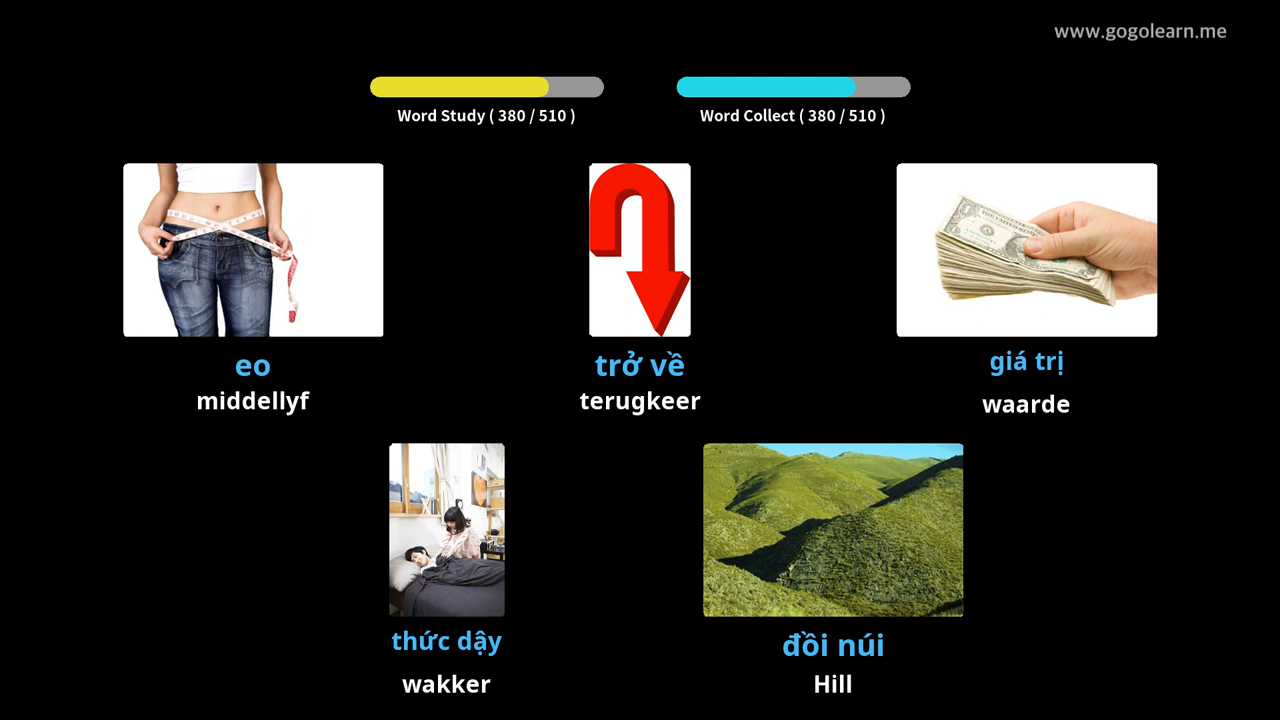 www.gogolearn.me
Word Study ( 380 / 510 )
Word Collect ( 380 / 510 )
eo
middellyf
trở về
terugkeer
giá trị
waarde
thức dậy
wakker
đồi núi
Hill